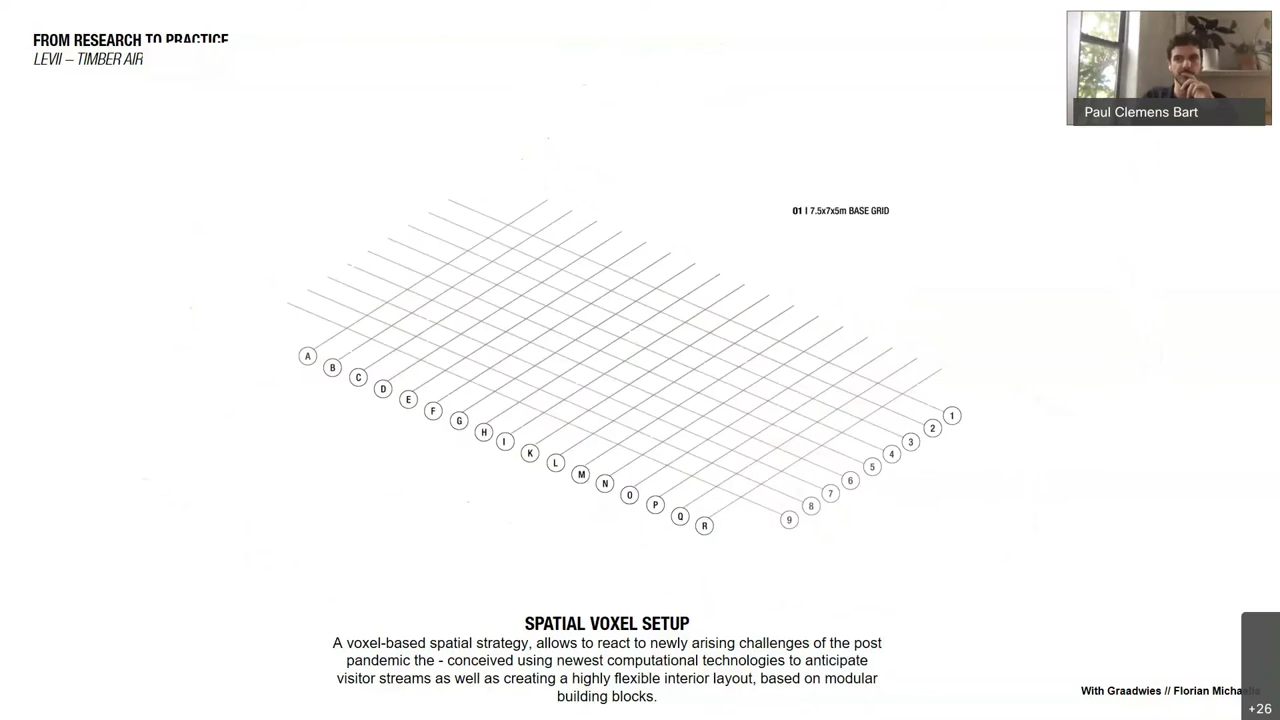 FROM RESEARCH TO PRACTICE
LEVII – TIMBER AIR
Paul Clemens Bart
01 I 7.5x7x5m BASE GRID
A
B
C
D
E
F
G
H
I
K
L
M
N
O
P
Q
R
1
2
3
4
5
6
7
8
9
SPATIAL VOXEL SETUP
A voxel-based spatial strategy, allows to react to newly arising challenges of the post
pandemic the - conceived using newest computational technologies to anticipate
visitor streams as well as creating a highly flexible interior layout, based on modular
building blocks.
With Graadwies // Florian Michaelis
+26